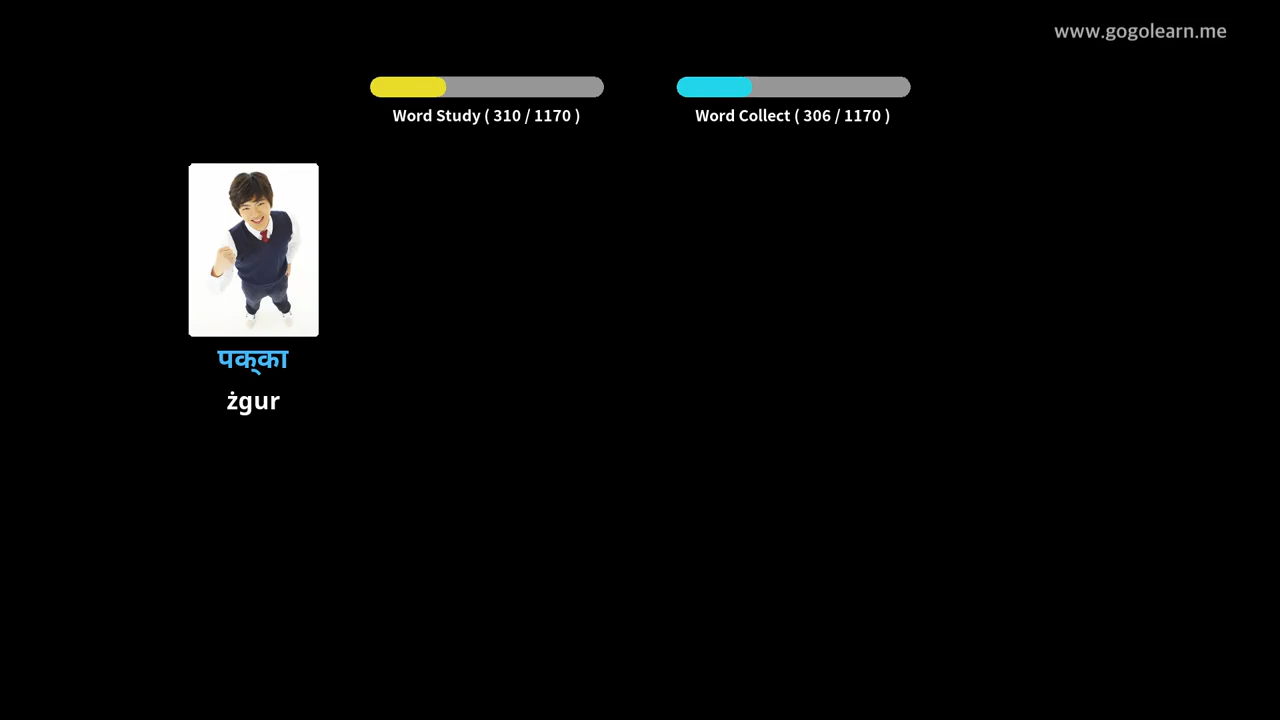 www.gogolearn.me
Word Study ( 310 / 1170 )
Word Collect ( 306 / 1170 )
पक्का
żgur